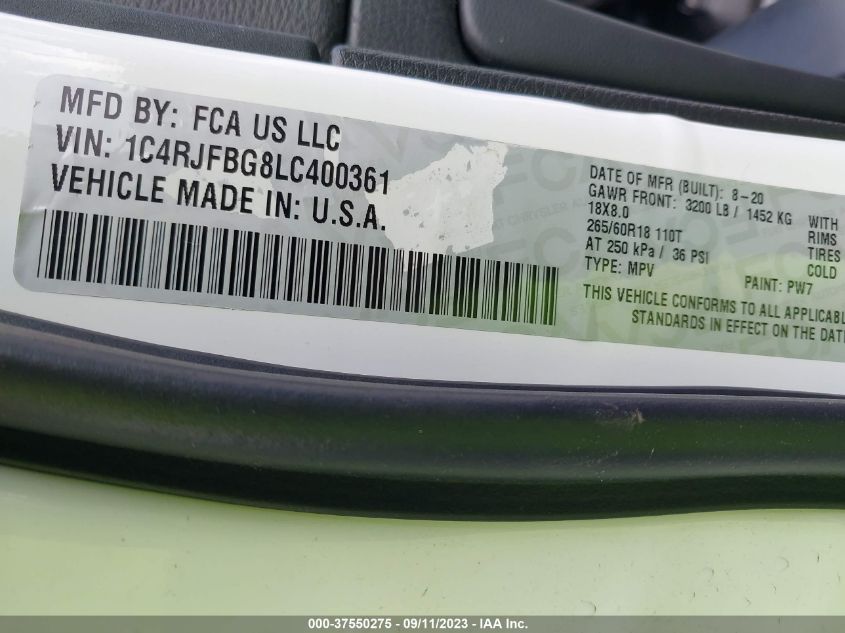 MFD BY: FCA US LLC
VIN: 1C4RJFBG8LC400361
VEHICLE MADE IN: U.S.A.
DATE OF MFR (BUILT): 8-20
GAWR FRONT: 3200 LB / 1452 KG WITH
18X8.0 RIMS
265/60R18 110T TIRES
AT 250 kPa / 36 PSI COLD
TYPE: MPV PAINT: PW7
THIS VEHICLE CONFORMS TO ALL APPLICABL
STANDARDS IN EFFECT ON THE DAT
000-37550275 - 09/11/2023 - IAA Inc.